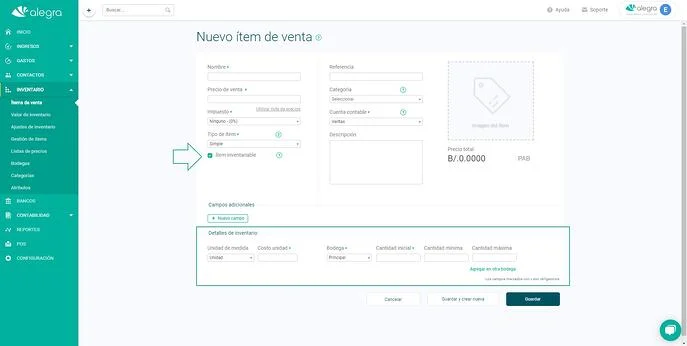 alegra
+
Buscar...
Ayuda
Soporte
alegra
E
INICIO
INGRESOS
GASTOS
CONTACTOS
INVENTARIO
Ítems de venta
Valor de inventario
Ajustes de inventario
Gestión de ítems
Listas de precios
Bodegas
Categorías
Atributos
BANCOS
CONTABILIDAD
REPORTES
POS
CONFIGURACIÓN
Nuevo ítem de venta
Nombre *
Precio de venta *
Utilizar lista de precios
Impuesto *
Ninguno - (0%)
Tipo de ítem *
Simple
Ítem inventariable
Referencia
Categoría
Seleccionar
Cuenta contable *
Ventas
Descripción
Imagen del ítem
Precio total
B/.0.0000 PAB
Campos adicionales
+ Nuevo campo
Detalles de inventario
Unidad de medida Costo unidad * Bodega * Cantidad inicial * Cantidad mínima Cantidad máxima
Unidad Principal
Agregar en otra bodega
Los campos marcados con * son obligatorios
Cancelar Guardar y crear nueva Guardar